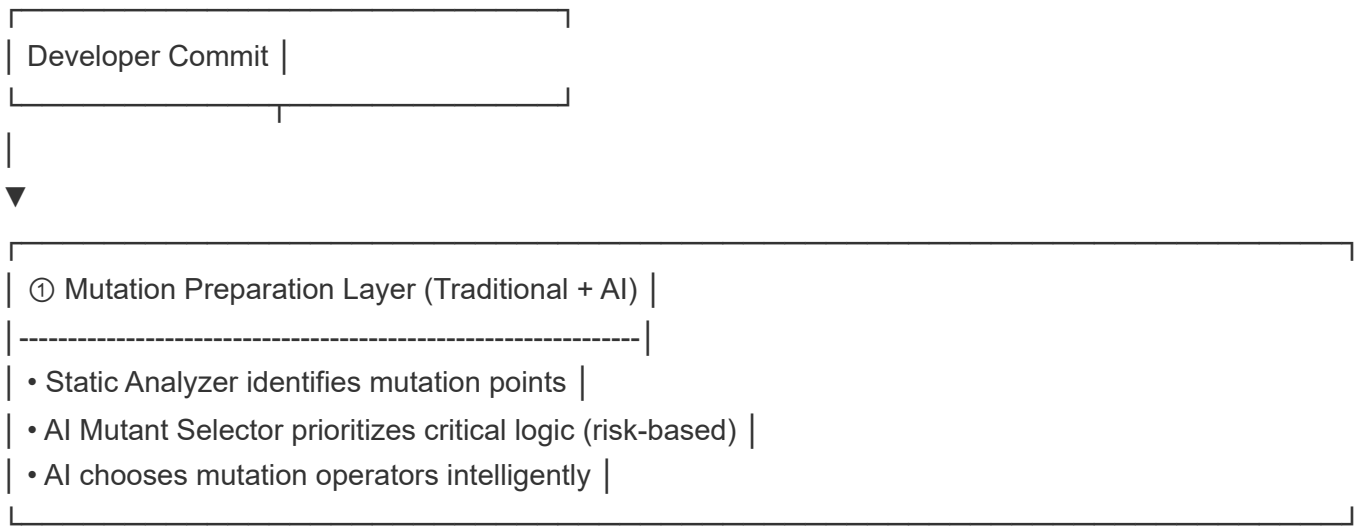 ┌───────────────────────────┐
│ Developer Commit │
└─────────────┬─────────────┘
│
▼
┌─────────────────────────────────────────────────────────────────┐
│ ① Mutation Preparation Layer (Traditional + AI) │
│----------------------------------------------------------------│
│ • Static Analyzer identifies mutation points │
│ • AI Mutant Selector prioritizes critical logic (risk-based) │
│ • AI chooses mutation operators intelligently │
└─────────────────────────────────────────────────────────────────┘